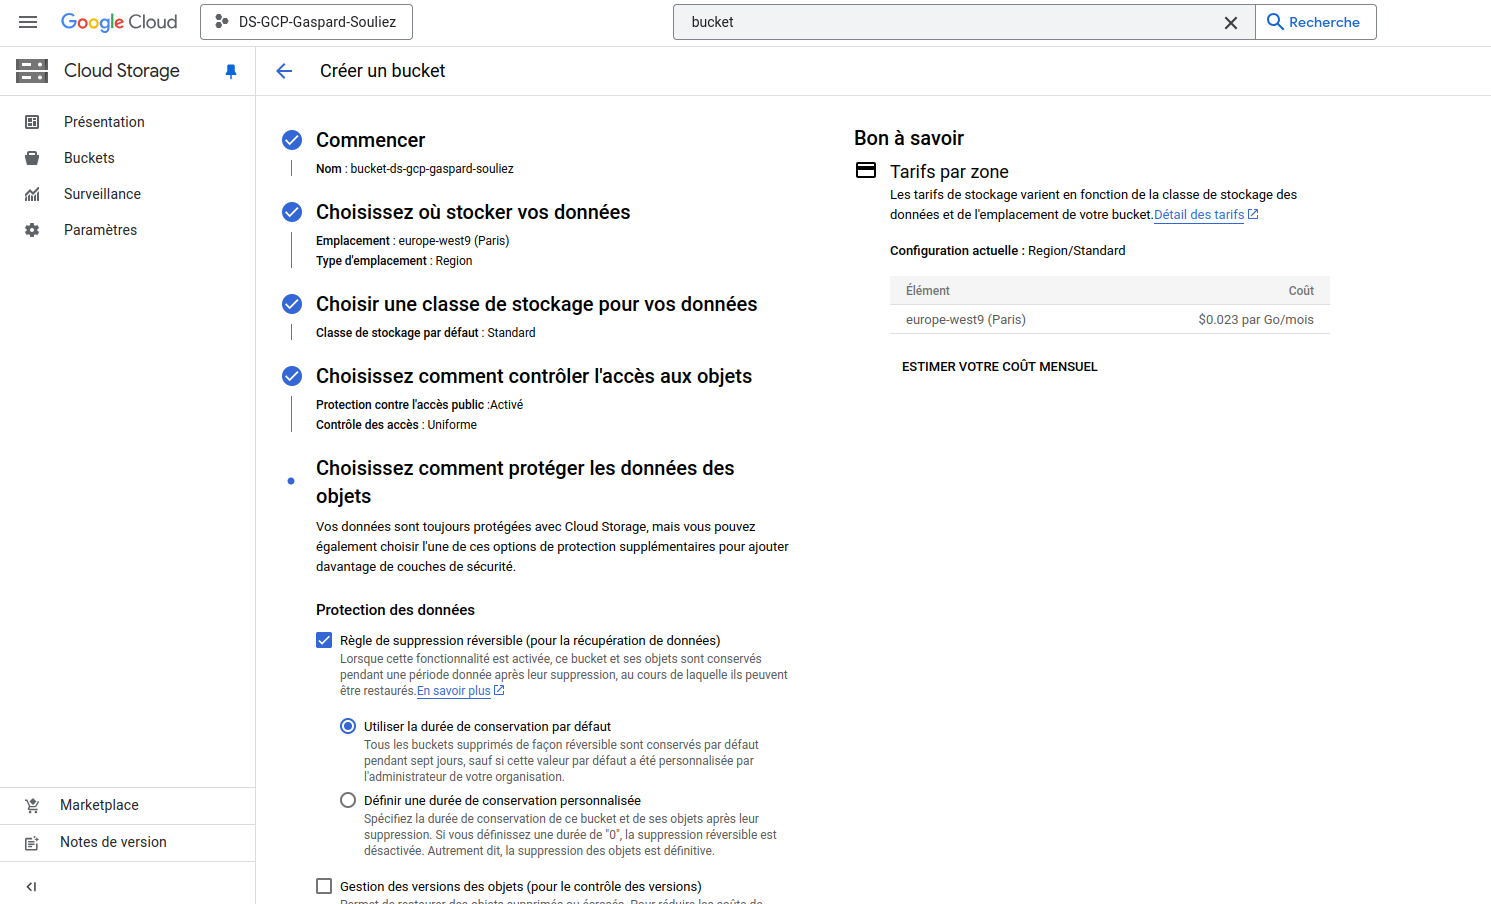 Google Cloud
DS-GCP-Gaspard-Souliez
bucket
Recherche
Cloud Storage
Créer un bucket
Présentation
Buckets
Surveillance
Paramètres
Marketplace
Notes de version
Commencer
Nom : bucket-ds-gcp-gaspard-souliez
Choisissez où stocker vos données
Emplacement : europe-west9 (Paris)
Type d'emplacement : Region
Choisir une classe de stockage pour vos données
Classe de stockage par défaut : Standard
Choisissez comment contrôler l'accès aux objets
Protection contre l'accès public :Activé
Contrôle des accès : Uniforme
Choisissez comment protéger les données des
objets
Vos données sont toujours protégées avec Cloud Storage, mais vous pouvez
également choisir l'une de ces options de protection supplémentaires pour ajouter
davantage de couches de sécurité.
Protection des données
Règle de suppression réversible (pour la récupération de données)
Lorsque cette fonctionnalité est activée, ce bucket et ses objets sont conservés
pendant une période donnée après leur suppression, au cours de laquelle ils peuvent
être restaurés.En savoir plus
Utiliser la durée de conservation par défaut
Tous les buckets supprimés de façon réversible sont conservés par défaut
pendant sept jours, sauf si cette valeur par défaut a été personnalisée par
l'administrateur de votre organisation.
Définir une durée de conservation personnalisée
Spécifiez la durée de conservation de ce bucket et de ses objets après leur
suppression. Si vous définissez une durée de "0", la suppression réversible est
désactivée. Autrement dit, la suppression des objets est définitive.
Gestion des versions des objets (pour le contrôle des versions)
Permet de restaurer des objets supprimés ou écrasés. Pour réduire les coûts de
Bon à savoir
Tarifs par zone
Les tarifs de stockage varient en fonction de la classe de stockage des
données et de l'emplacement de votre bucket.Détail des tarifs
Configuration actuelle : Region/Standard
Élément Coût
europe-west9 (Paris) $0.023 par Go/mois
ESTIMER VOTRE COÛT MENSUEL